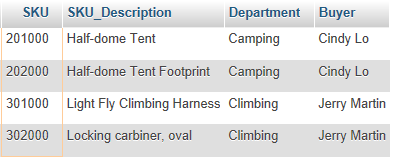 SKU SKU_Description Department Buyer
201000 Half-dome Tent Camping Cindy Lo
202000 Half-dome Tent Footprint Camping Cindy Lo
301000 Light Fly Climbing Harness Climbing Jerry Martin
302000 Locking carbiner, oval Climbing Jerry Martin